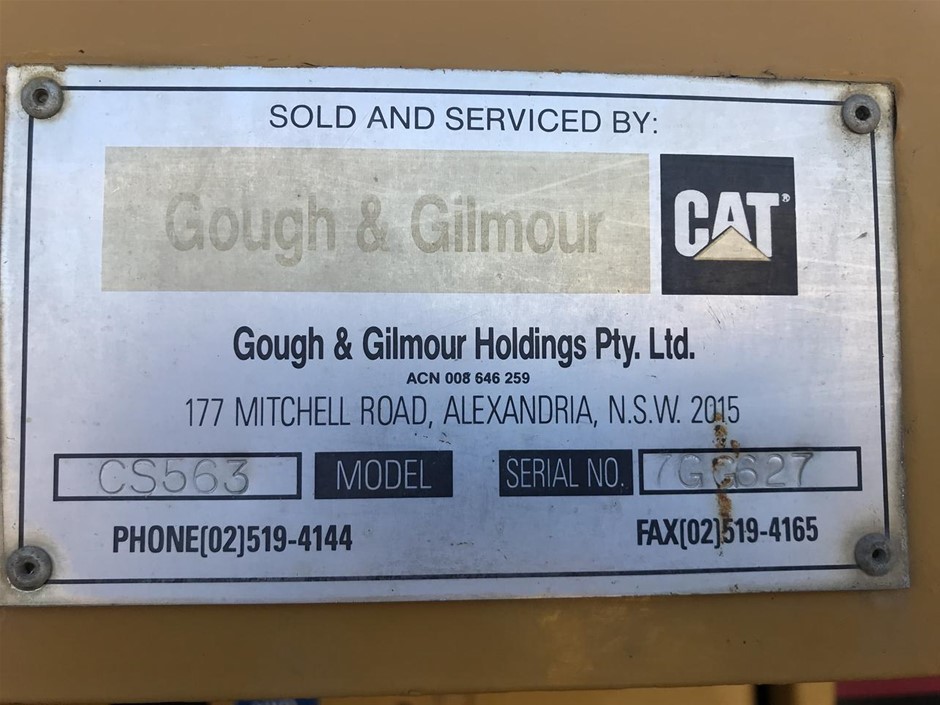 SOLD AND SERVICED BY:
Gough & Gilmour
CAT®
Gough & Gilmour Holdings Pty. Ltd.
ACN 008 646 259
177 MITCHELL ROAD, ALEXANDRIA, N.S.W. 2015
CS563 MODEL SERIAL NO. 7GG627
PHONE(02)519-4144 FAX(02)519-4165